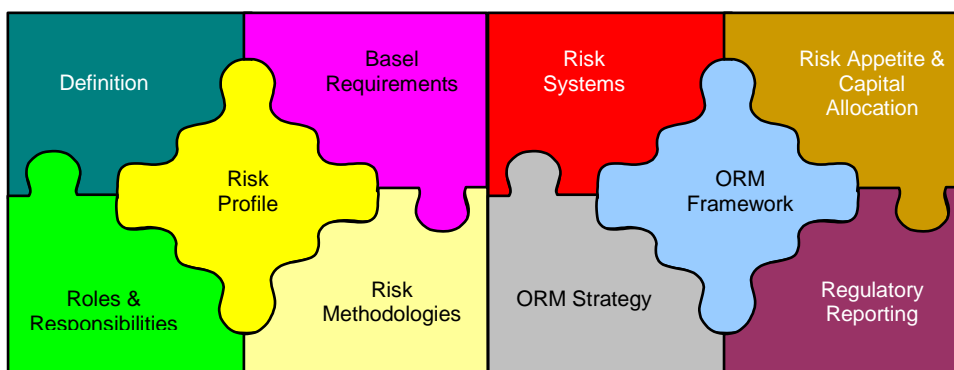 Definition
Basel
Requirements
Risk
Systems
Risk Appetite &
Capital
Allocation
Risk
Profile
ORM
Framework
Roles &
Responsibilities
Risk
Methodologies
ORM Strategy
Regulatory
Reporting